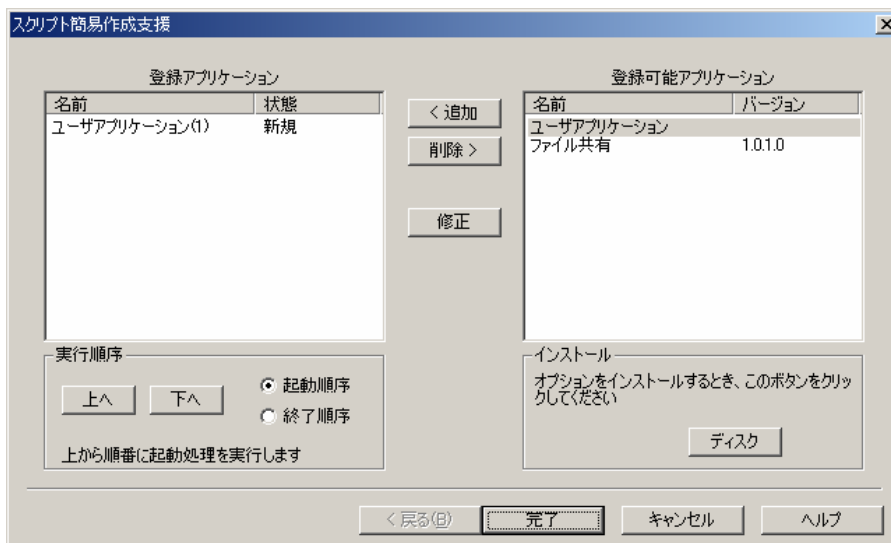 スクリプト簡易作成支援
登録アプリケーション
名前 状態
ユーザアプリケーション(1) 新規
< 追加
削除 >
修正
登録可能アプリケーション
名前 バージョン
ユーザアプリケーション
ファイル共有 1.0.1.0
実行順序
上へ 下へ
起動順序
終了順序
上から順番に起動処理を実行します
インストール
オプションをインストールするとき、このボタンをクリッ
クしてください
ディスク
< 戻る(B) 完了 キャンセル ヘルプ